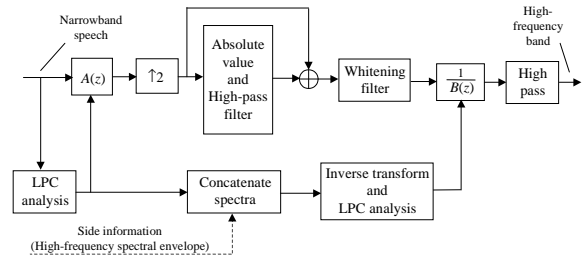 Narrowband
speech
High-
frequency
band
A(z)
↑2
Absolute
value
and
High-pass
filter
Whitening
filter
1
B(z)
High
pass
LPC
analysis
Concatenate
spectra
Inverse transform
and
LPC analysis
Side information
(High-frequency spectral envelope)